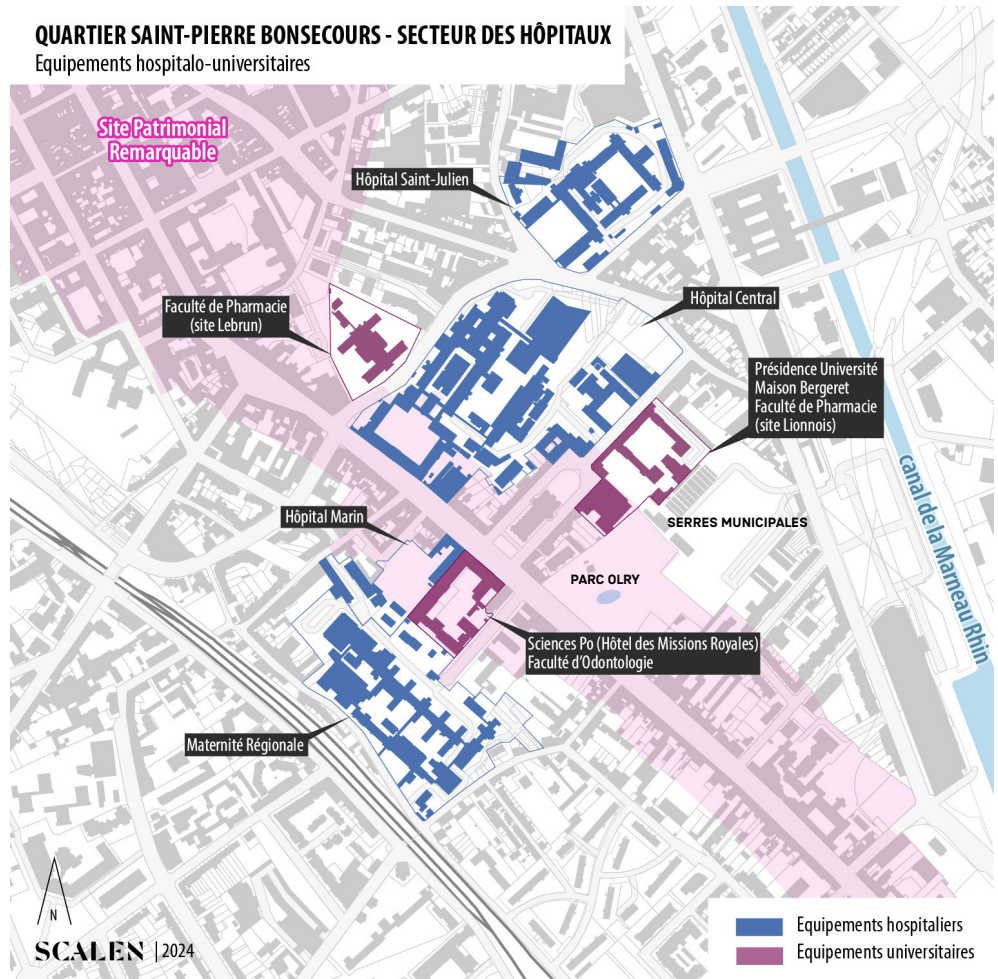 QUARTIER SAINT-PIERRE BONSECOURS - SECTEUR DES HÔPITAUX
Equipements hospitalo-universitaires
Site Patrimonial
Remarquable
Hôpital Saint-Julien
Faculté de Pharmacie
(site Lebrun)
Hôpital Central
Présidence Université
Maison Bergeret
Faculté de Pharmacie
(site Lionnois)
canal de la Marneau Rhin
Hôpital Marin
SERRES MUNICIPALES
PARC OLRY
Sciences Po (Hôtel des Missions Royales)
Faculté d'Odontologie
Maternité Régionale
N
SCALEN | 2024
Equipements hospitaliers
Equipements universitaires